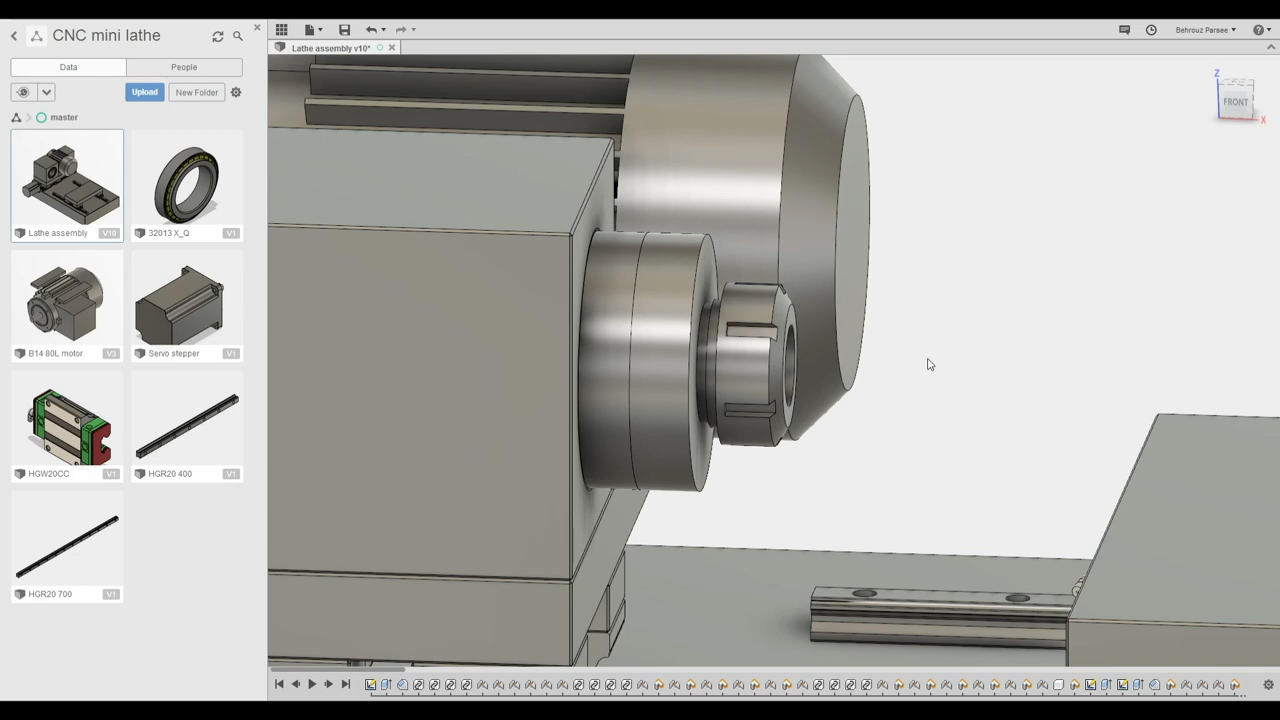 CNC mini lathe
Data
People
Upload
New Folder
master
Lathe assembly V10
32013 X_Q V1
B14 80L motor V3
Servo stepper V1
HGW20CC V1
HGR20 400 V1
HGR20 700 V1
Behrouz Parsee
Lathe assembly v10*
Z
FRONT
X